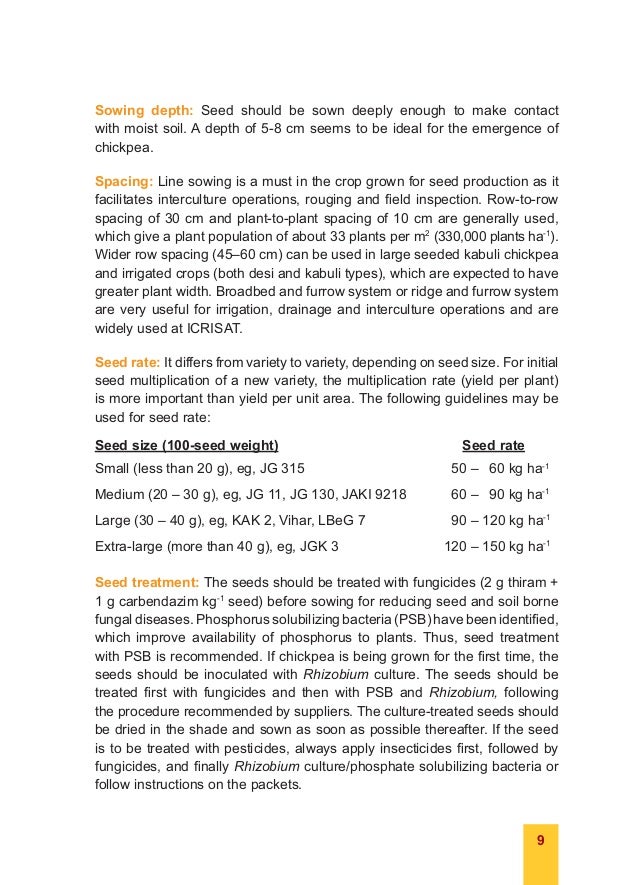 Sowing depth: Seed should be sown deeply enough to make contact
with moist soil. A depth of 5-8 cm seems to be ideal for the emergence of
chickpea.
Spacing: Line sowing is a must in the crop grown for seed production as it
facilitates interculture operations, rouging and field inspection. Row-to-row
spacing of 30 cm and plant-to-plant spacing of 10 cm are generally used,
which give a plant population of about 33 plants per m² (330,000 plants ha⁻¹).
Wider row spacing (45–60 cm) can be used in large seeded kabuli chickpea
and irrigated crops (both desi and kabuli types), which are expected to have
greater plant width. Broadbed and furrow system or ridge and furrow system
are very useful for irrigation, drainage and interculture operations and are
widely used at ICRISAT.
Seed rate: It differs from variety to variety, depending on seed size. For initial
seed multiplication of a new variety, the multiplication rate (yield per plant)
is more important than yield per unit area. The following guidelines may be
used for seed rate:
Seed size (100-seed weight) Seed rate
Small (less than 20 g), eg, JG 315 50 – 60 kg ha⁻¹
Medium (20 – 30 g), eg, JG 11, JG 130, JAKI 9218 60 – 90 kg ha⁻¹
Large (30 – 40 g), eg, KAK 2, Vihar, LBeG 7 90 – 120 kg ha⁻¹
Extra-large (more than 40 g), eg, JGK 3 120 – 150 kg ha⁻¹
Seed treatment: The seeds should be treated with fungicides (2 g thiram +
1 g carbendazim kg⁻¹ seed) before sowing for reducing seed and soil borne
fungal diseases. Phosphorus solubilizing bacteria (PSB) have been identified,
which improve availability of phosphorus to plants. Thus, seed treatment
with PSB is recommended. If chickpea is being grown for the first time, the
seeds should be inoculated with Rhizobium culture. The seeds should be
treated first with fungicides and then with PSB and Rhizobium, following
the procedure recommended by suppliers. The culture-treated seeds should
be dried in the shade and sown as soon as possible thereafter. If the seed
is to be treated with pesticides, always apply insecticides first, followed by
fungicides, and finally Rhizobium culture/phosphate solubilizing bacteria or
follow instructions on the packets.
9